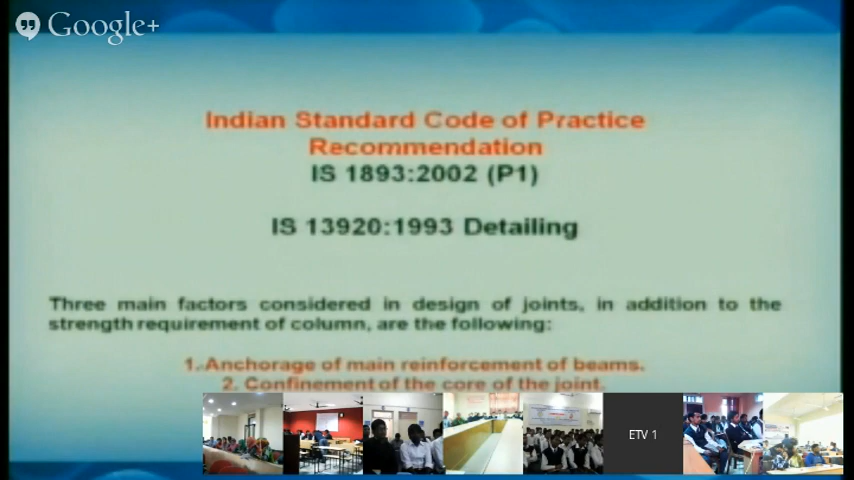 Google+
Indian Standard Code of Practice
Recommendation
IS 1893:2002 (P1)
IS 13920:1993 Detailing
Three main factors considered in design of joints, in addition to the
strength requirement of column, are the following:
1. Anchorage of main reinforcement of beams.
2. Confinement of the core of the joint.
ETV 1